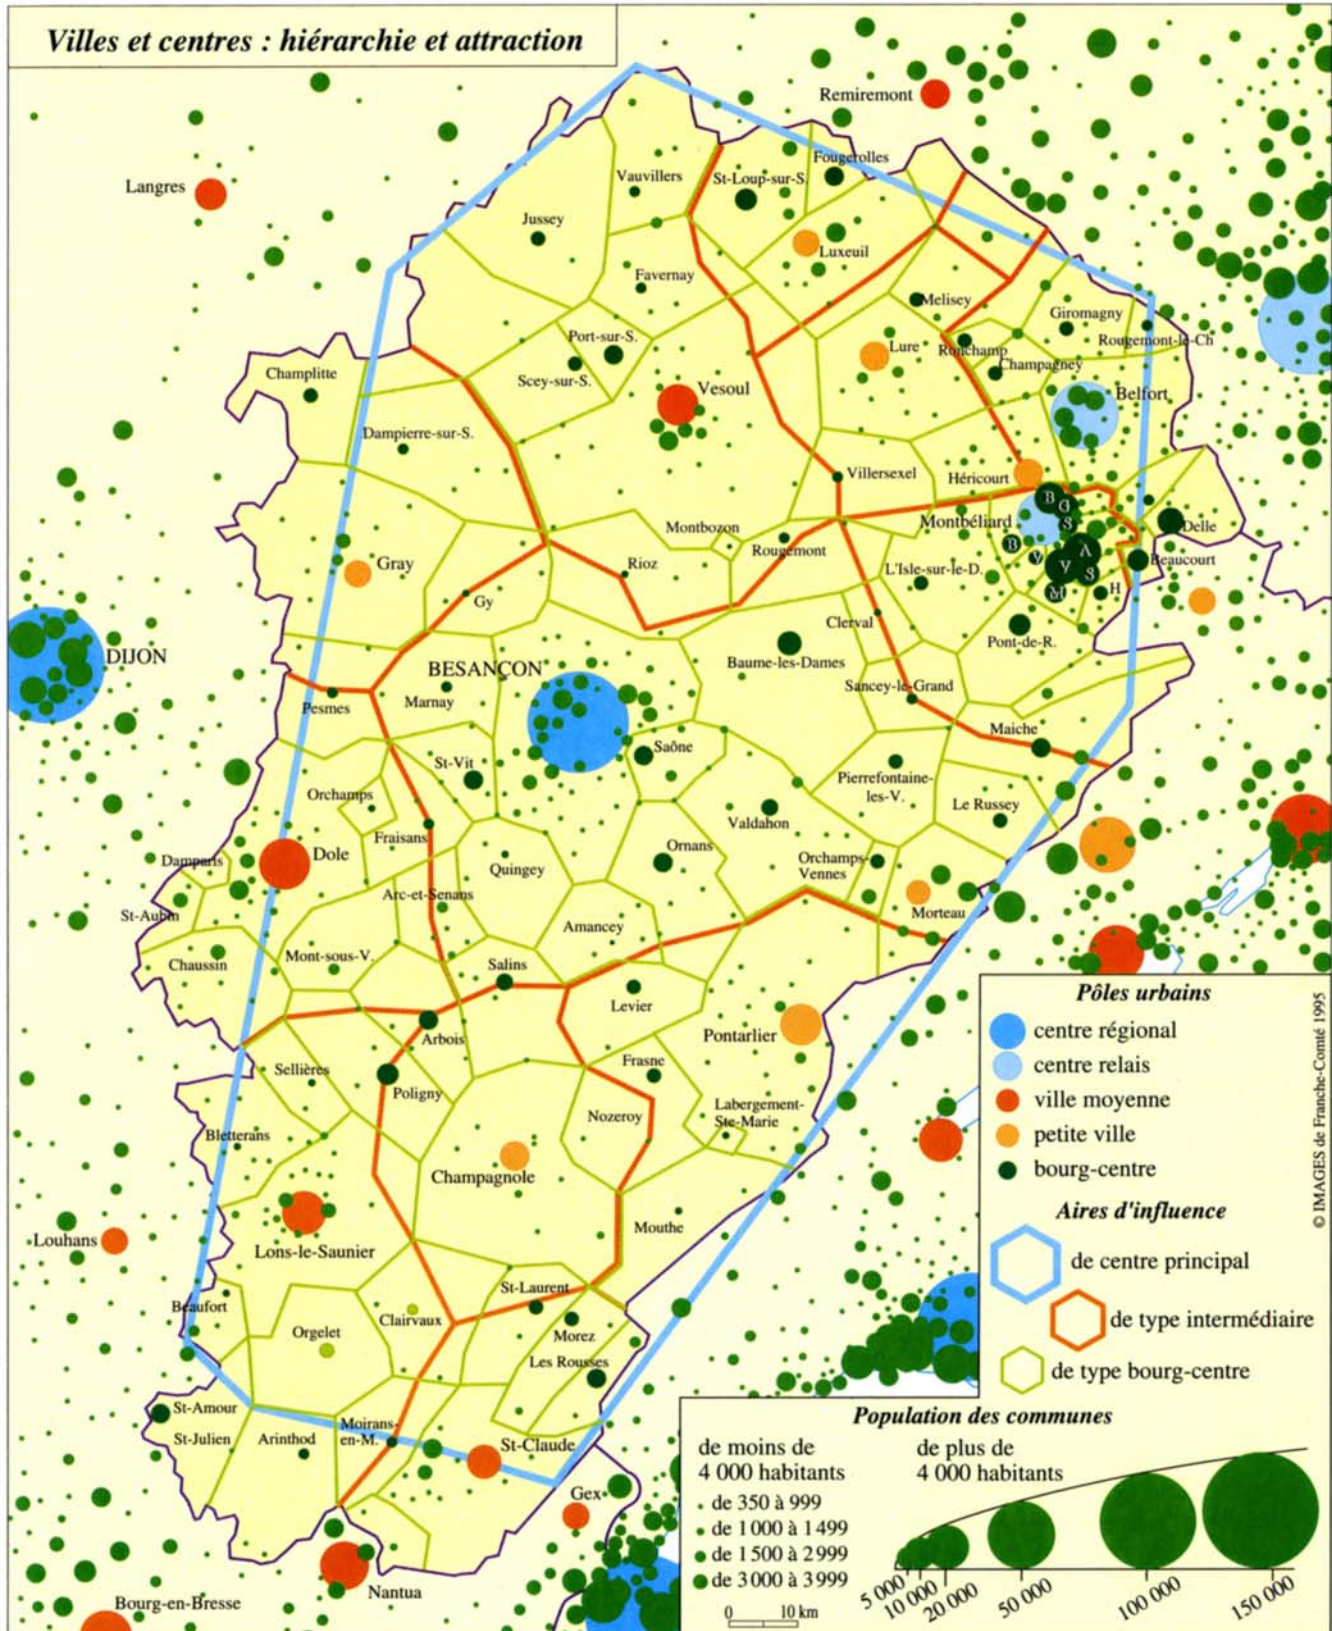 Villes et centres : hiérarchie et attraction
Remiremont
Langres
Fougerolles
Vauvillers
St-Loup-sur-S.
Jussey
Luxeuil
Favernay
Melisey
Giromagny
Port-sur-S.
Rougemont-le-Ch
Lure
Ronchamp
Champagney
Scey-sur-S.
Champlitte
Vesoul
Belfort
Dampierre-sur-S.
Villersexel
Héricourt
B
G
S
Montbéliard
Montbozon
Delle
B
V
A
Rougemont
Beaucourt
Gray
Rioz
L'Isle-sur-le-D.
V
S
H
M
Gy
Clerval
Pont-de-R.
DIJON
BESANÇON
Baume-les-Dames
Sancey-le-Grand
Pesmes
Marnay
Maiche
Saône
St-Vit
Pierrefontaine-
les-V.
Orchamps
Le Russey
Valdahon
Fraisans
Dole
Ornans
Damparis
Quingey
Orchamps-
Vennes
Arc-et-Senans
St-Aubin
Morteau
Amancey
Mont-sous-V.
Chaussin
Salins
Levier
Pontarlier
Arbois
Frasne
Sellières
Poligny
Labergement-
Ste-Marie
Nozeroy
Bletterans
Champagnole
Mouthe
Louhans
Lons-le-Saunier
St-Laurent
Beaufort
Clairvaux
Orgelet
Morez
Les Rousses
St-Amour
St-Julien
Arinthod
Moirans-
en-M.
St-Claude
Gex
Nantua
Bourg-en-Bresse
Pôles urbains
centre régional
centre relais
ville moyenne
petite ville
bourg-centre
Aires d'influence
de centre principal
de type intermédiaire
de type bourg-centre
© IMAGES de Franche-Comté 1995
Population des communes
de moins de
4 000 habitants
de plus de
4 000 habitants
de 350 à 999
de 1 000 à 1 499
de 1 500 à 2 999
de 3 000 à 3 999
5 000
10 000
20 000
50 000
100 000
150 000
0 10 km